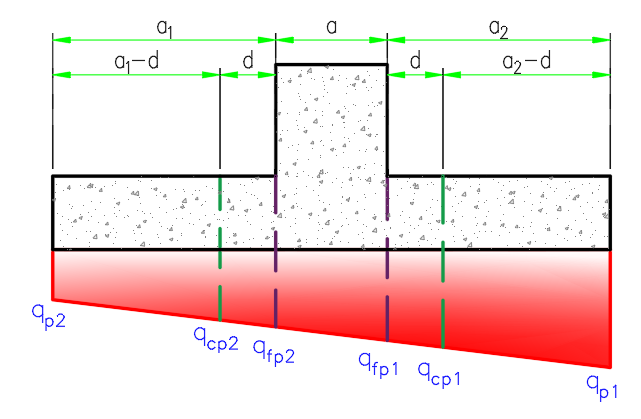 a1 a a2
a1-d d d a2-d
qp2
qcp2 qfp2 qfp1 qcp1
qp1